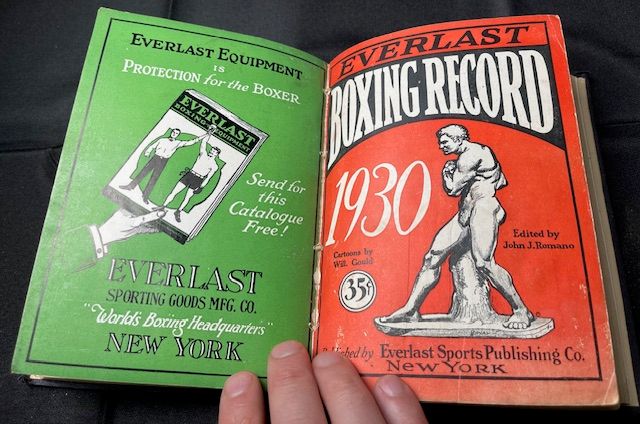 EVERLAST EQUIPMENT
IS
PROTECTION for the BOXER
EVERLAST
BOXING EQUIPMENT
Send for
this
Catalogue
Free!
EVERLAST
SPORTING GOODS MFG. CO.
"World's Boxing Headquarters"
NEW YORK
EVERLAST
BOXING RECORD
1930
Cartoons by
Will. Gould
35¢
Edited by
John J. Romano
by Everlast Sports Publishing Co.
NEW YORK